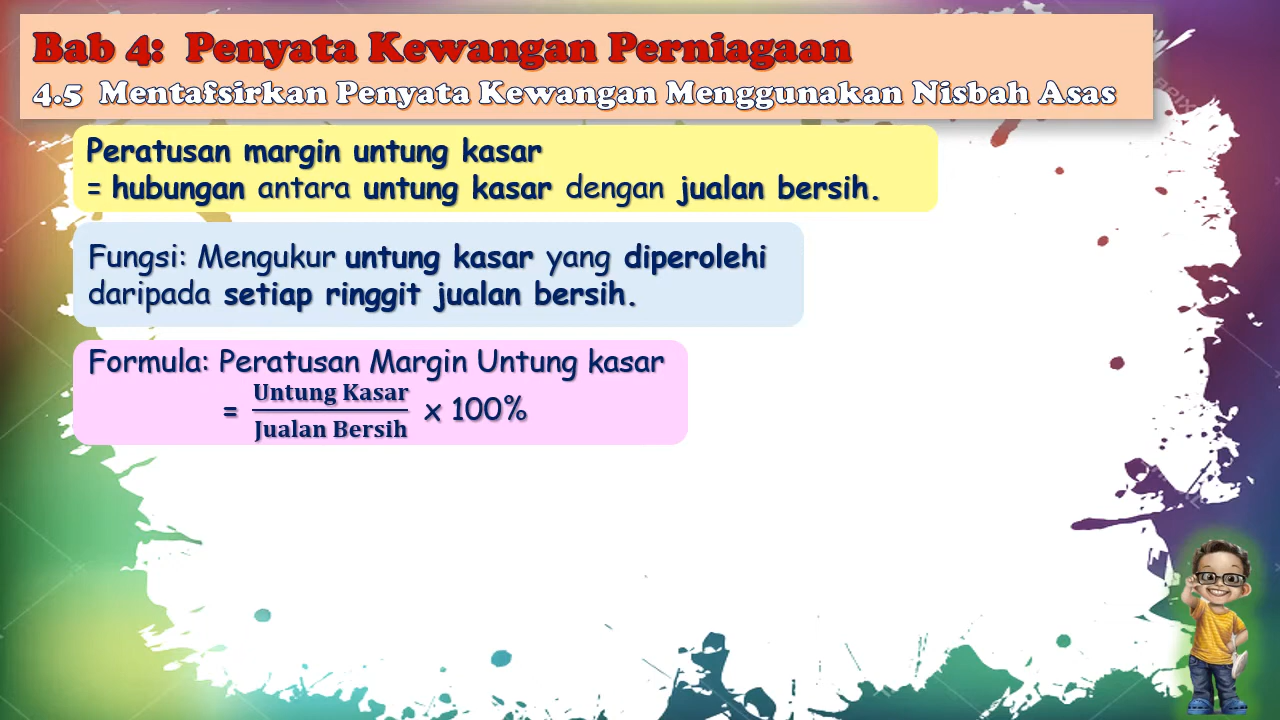 Bab 4: Penyata Kewangan Perniagaan
4.5 Mentafsirkan Penyata Kewangan Menggunakan Nisbah Asas
Peratusan margin untung kasar
= hubungan antara untung kasar dengan jualan bersih.
Fungsi: Mengukur untung kasar yang diperolehi
daripada setiap ringgit jualan bersih.
Formula: Peratusan Margin Untung kasar
Untung Kasar
= x 100%
Jualan Bersih